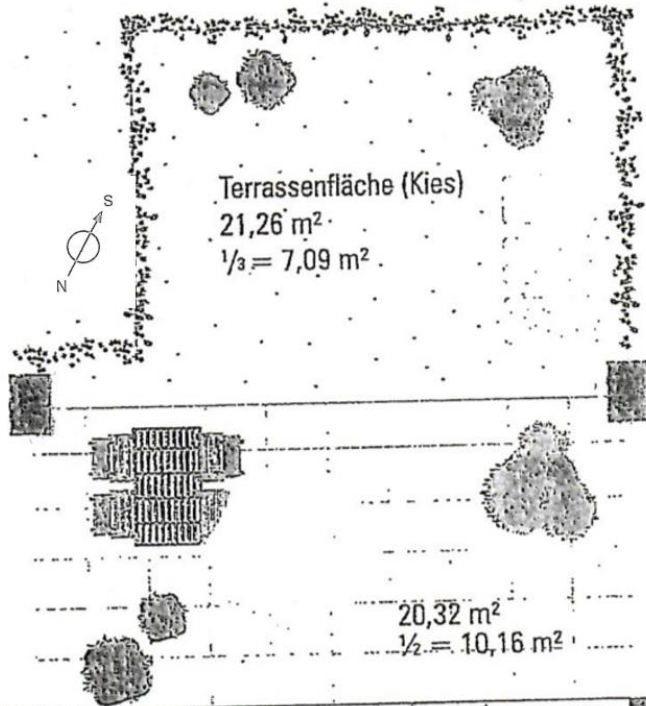 Terrassenfläche (Kies)
21,26 m²
⅓ = 7,09 m²
S
N
20,32 m²
½ = 10,16 m²